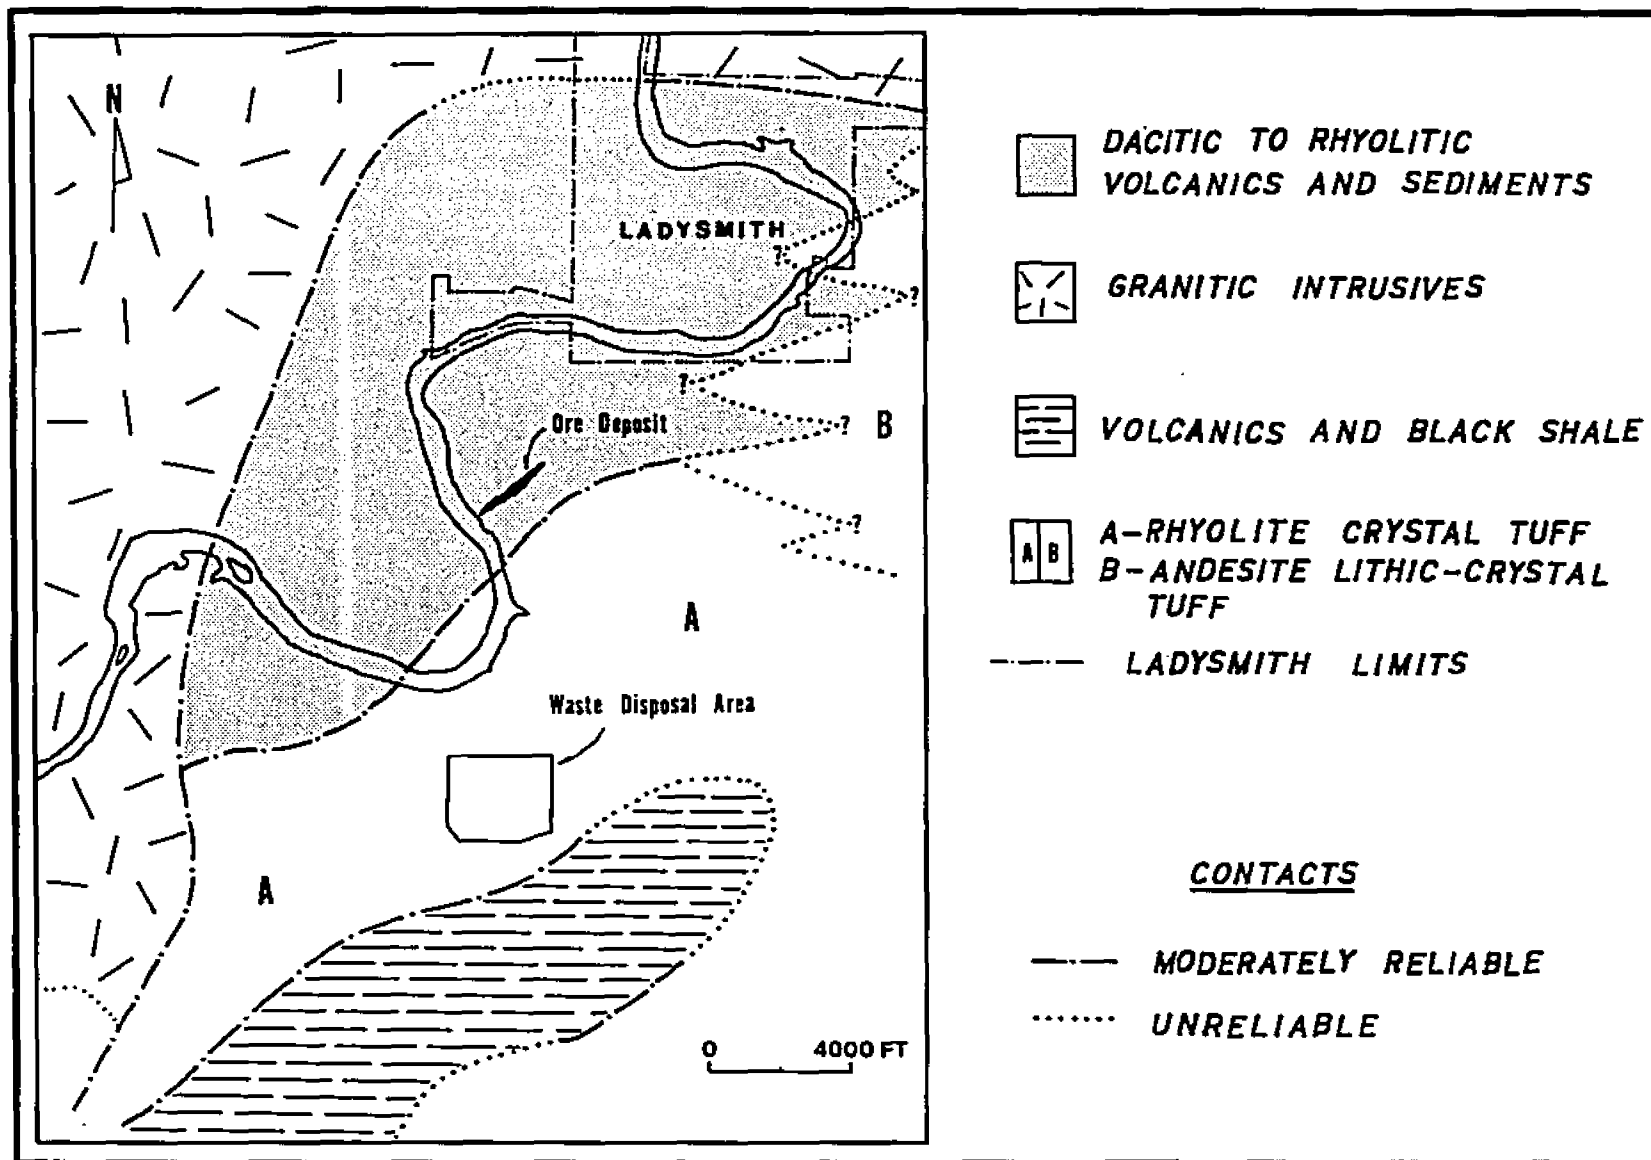 N
LADYSMITH
?
?
?
Ore Deposit
? B
?
A
Waste Disposal Area
A
0 4000 FT
DACITIC TO RHYOLITIC
VOLCANICS AND SEDIMENTS
GRANITIC INTRUSIVES
VOLCANICS AND BLACK SHALE
A B
A-RHYOLITE CRYSTAL TUFF
B-ANDESITE LITHIC-CRYSTAL
TUFF
LADYSMITH LIMITS
CONTACTS
MODERATELY RELIABLE
UNRELIABLE